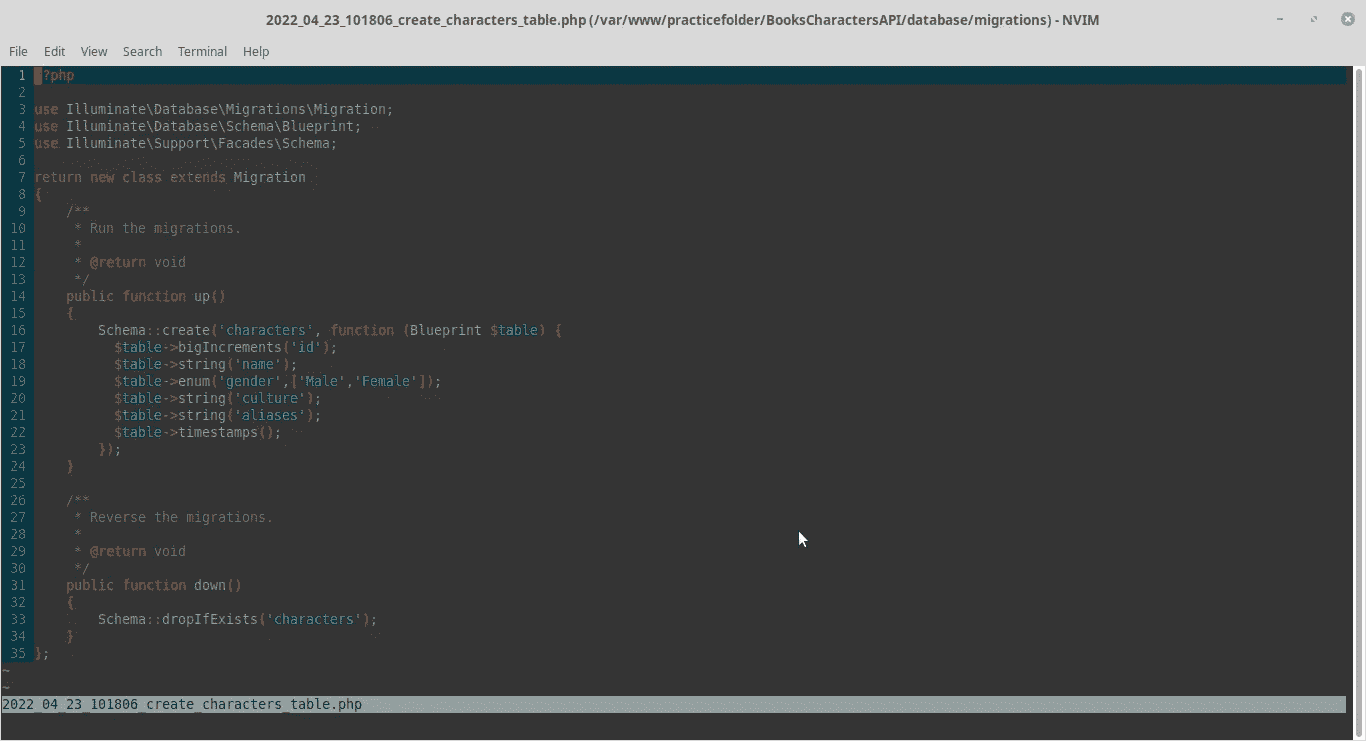 2022_04_23_101806_create_characters_table.php (/var/www/practicefolder/BooksCharactersAPI/database/migrations) - NVIM
File Edit View Search Terminal Help
1 ?php
2
3 use Illuminate\Database\Migrations\Migration;
4 use Illuminate\Database\Schema\Blueprint;
5 use Illuminate\Support\Facades\Schema;
6
7 return new class extends Migration
8 {
9     /**
10      * Run the migrations.
11      *
12      * @return void
13      */
14     public function up()
15     {
16         Schema::create('characters', function (Blueprint $table) {
17           $table->bigIncrements('id');
18           $table->string('name');
19           $table->enum('gender',['Male','Female']);
20           $table->string('culture');
21           $table->string('aliases');
22           $table->timestamps();
23         });
24     }
25
26     /**
27      * Reverse the migrations.
28      *
29      * @return void
30      */
31     public function down()
32     {
33         Schema::dropIfExists('characters');
34     }
35 };
~
~
2022_04_23_101806_create_characters_table.php